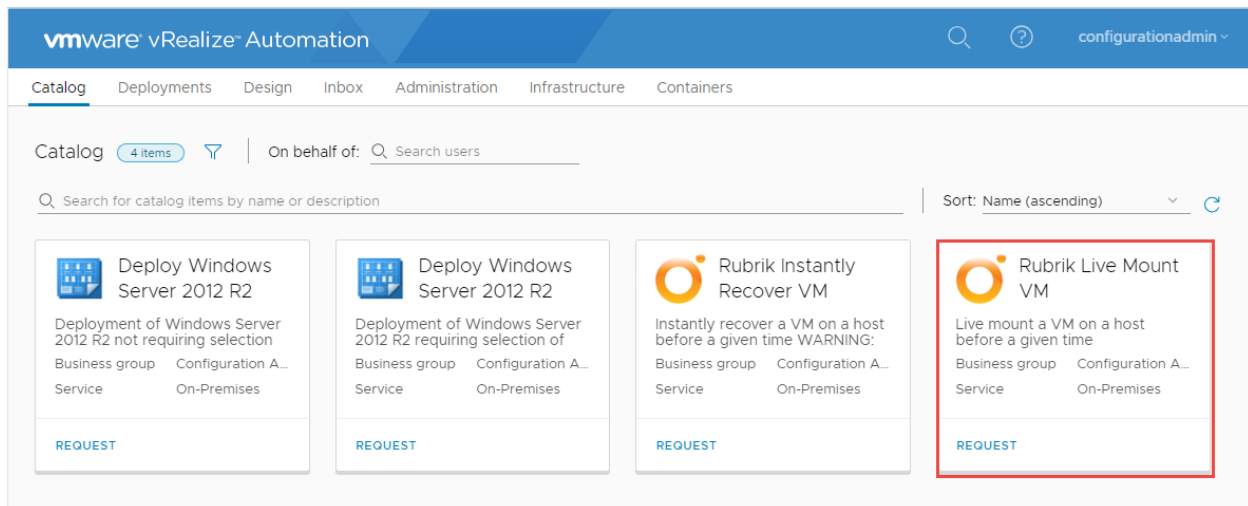 vmware® vRealize™ Automation
configurationadmin
Catalog Deployments Design Inbox Administration Infrastructure Containers
Catalog 4 items On behalf of: Search users
Search for catalog items by name or description Sort: Name (ascending)
Deploy Windows
Server 2012 R2
Deployment of Windows Server
2012 R2 not requiring selection
Business group Configuration A...
Service On-Premises
REQUEST
Deploy Windows
Server 2012 R2
Deployment of Windows Server
2012 R2 requiring selection of
Business group Configuration A...
Service On-Premises
REQUEST
Rubrik Instantly
Recover VM
Instantly recover a VM on a host
before a given time WARNING:
Business group Configuration A...
Service On-Premises
REQUEST
Rubrik Live Mount
VM
Live mount a VM on a host
before a given time
Business group Configuration A...
Service On-Premises
REQUEST